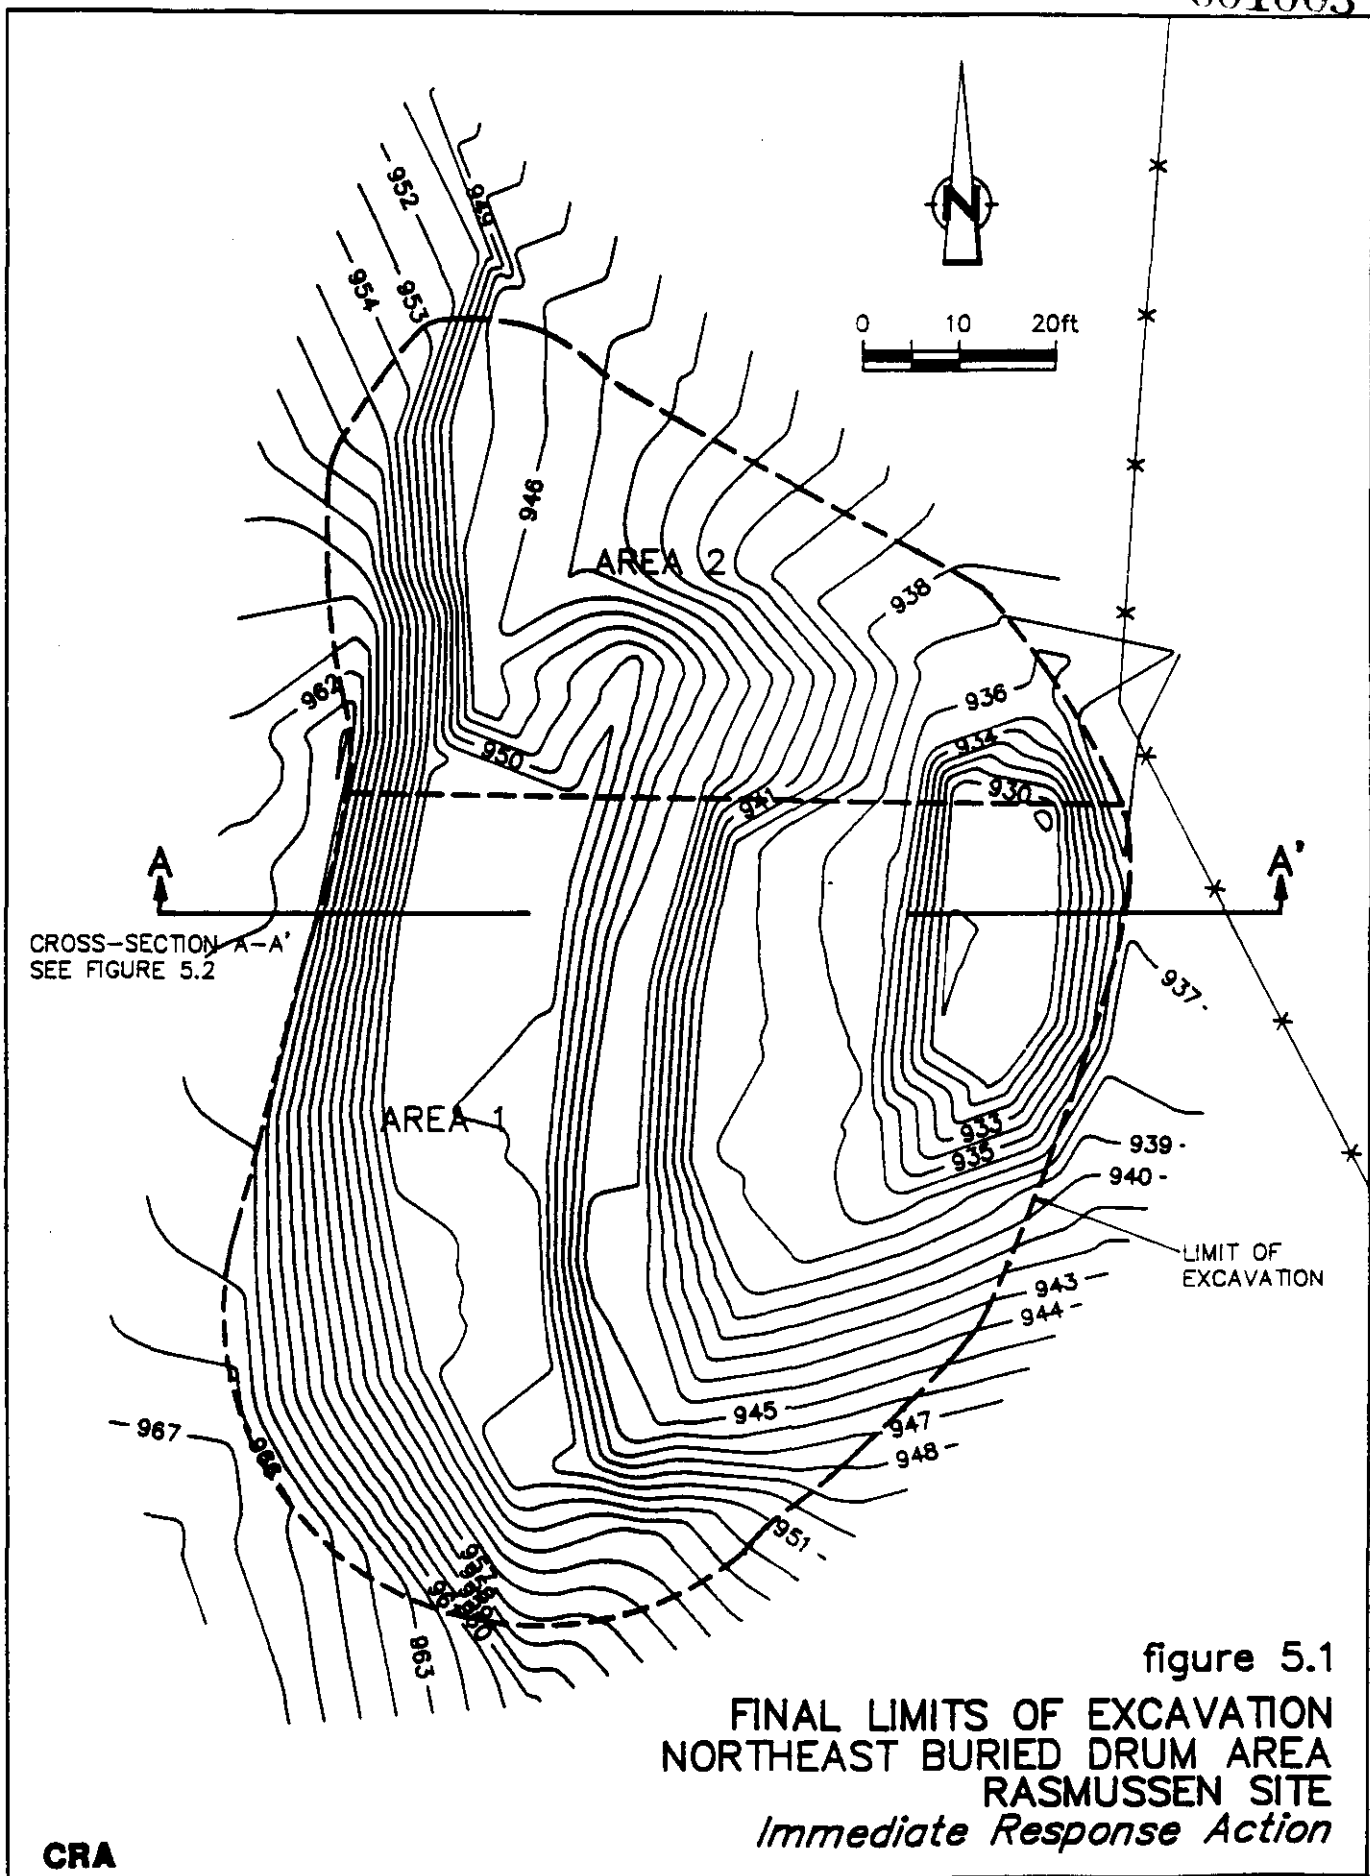 952
949
954
953
N
0 10 20ft
946
AREA 2
938
962
936
934
950
930
941
A
A'
CROSS-SECTION A-A'
SEE FIGURE 5.2
937
AREA 1
933
935
939
940
LIMIT OF
EXCAVATION
943
944
945
947
948
967
951
957
963
figure 5.1
FINAL LIMITS OF EXCAVATION
NORTHEAST BURIED DRUM AREA
RASMUSSEN SITE
Immediate Response Action
CRA